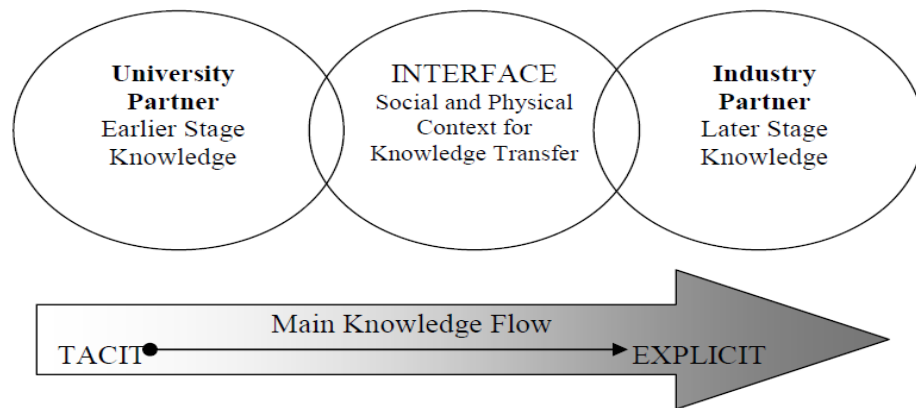 University
Partner
Earlier Stage
Knowledge
INTERFACE
Social and Physical
Context for
Knowledge Transfer
Industry
Partner
Later Stage
Knowledge
Main Knowledge Flow
TACIT
EXPLICIT